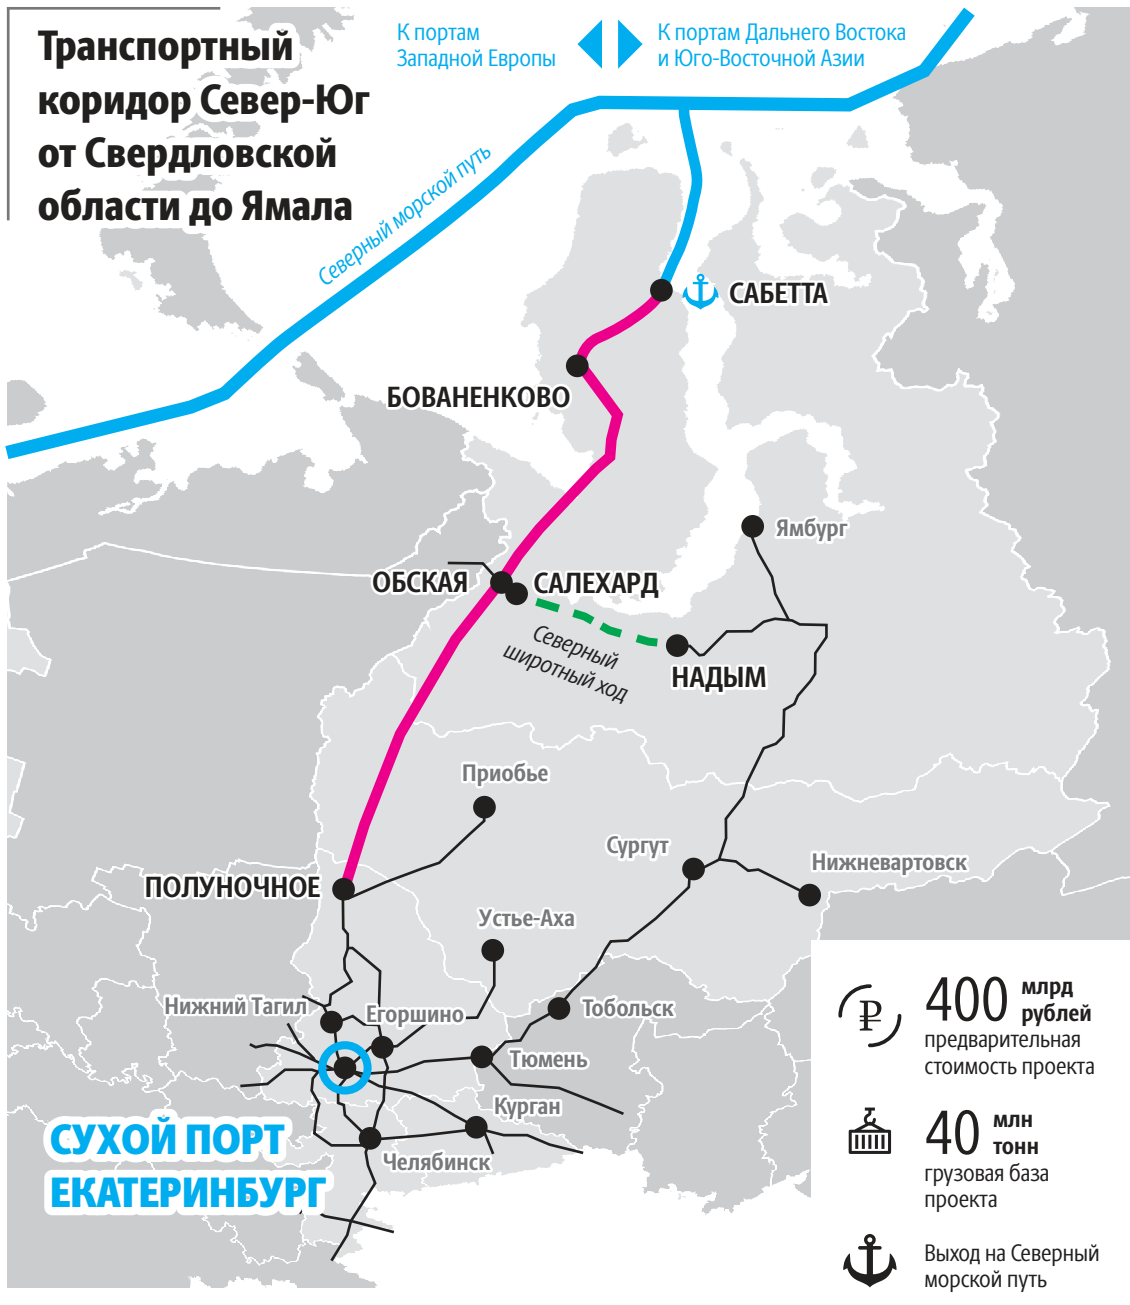 Транспортный
коридор Север-Юг
от Свердловской
области до Ямала
К портам
Западной Европы
К портам Дальнего Востока
и Юго-Восточной Азии
Северный морской путь
САБЕТТА
БОВАНЕНКОВО
Ямбург
ОБСКАЯ
САЛЕХАРД
Северный
широтный ход
НАДЫМ
Приобье
Сургут
Нижневартовск
ПОЛУНОЧНОЕ
Устье-Аха
Нижний Тагил
Егоршино
Тобольск
Тюмень
Курган
Челябинск
СУХОЙ ПОРТ
ЕКАТЕРИНБУРГ
₽
400 млрд
рублей
предварительная
стоимость проекта
40 млн
тонн
грузовая база
проекта
Выход на Северный
морской путь